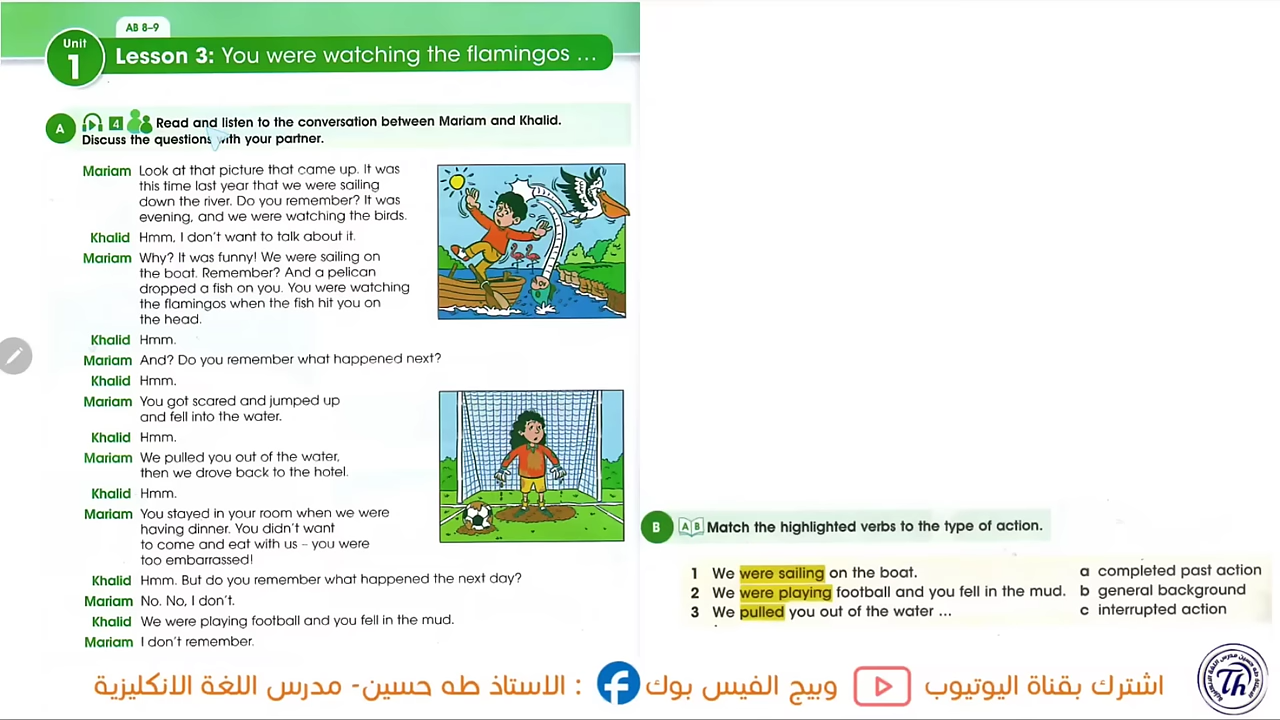 AB 8–9
Unit
1
Lesson 3: You were watching the flamingos ...
A
4
Read and listen to the conversation between Mariam and Khalid.
Discuss the questions with your partner.
Mariam Look at that picture that came up. It was
this time last year that we were sailing
down the river. Do you remember? It was
evening, and we were watching the birds.
Khalid Hmm, I don't want to talk about it.
Mariam Why? It was funny! We were sailing on
the boat. Remember? And a pelican
dropped a fish on you. You were watching
the flamingos when the fish hit you on
the head.
Khalid Hmm.
Mariam And? Do you remember what happened next?
Khalid Hmm.
Mariam You got scared and jumped up
and fell into the water.
Khalid Hmm.
Mariam We pulled you out of the water,
then we drove back to the hotel.
Khalid Hmm.
Mariam You stayed in your room when we were
having dinner. You didn't want
to come and eat with us – you were
too embarrassed!
Khalid Hmm. But do you remember what happened the next day?
Mariam No. No, I don't.
Khalid We were playing football and you fell in the mud.
Mariam I don't remember.
B
A B
Match the highlighted verbs to the type of action.
1 We were sailing on the boat.
2 We were playing football and you fell in the mud.
3 We pulled you out of the water ...
a completed past action
b general background
c interrupted action
اشترك بقناة اليوتيوب وبيج الفيس بوك : الاستاذ طه حسين- مدرس اللغة الانكليزية
Th